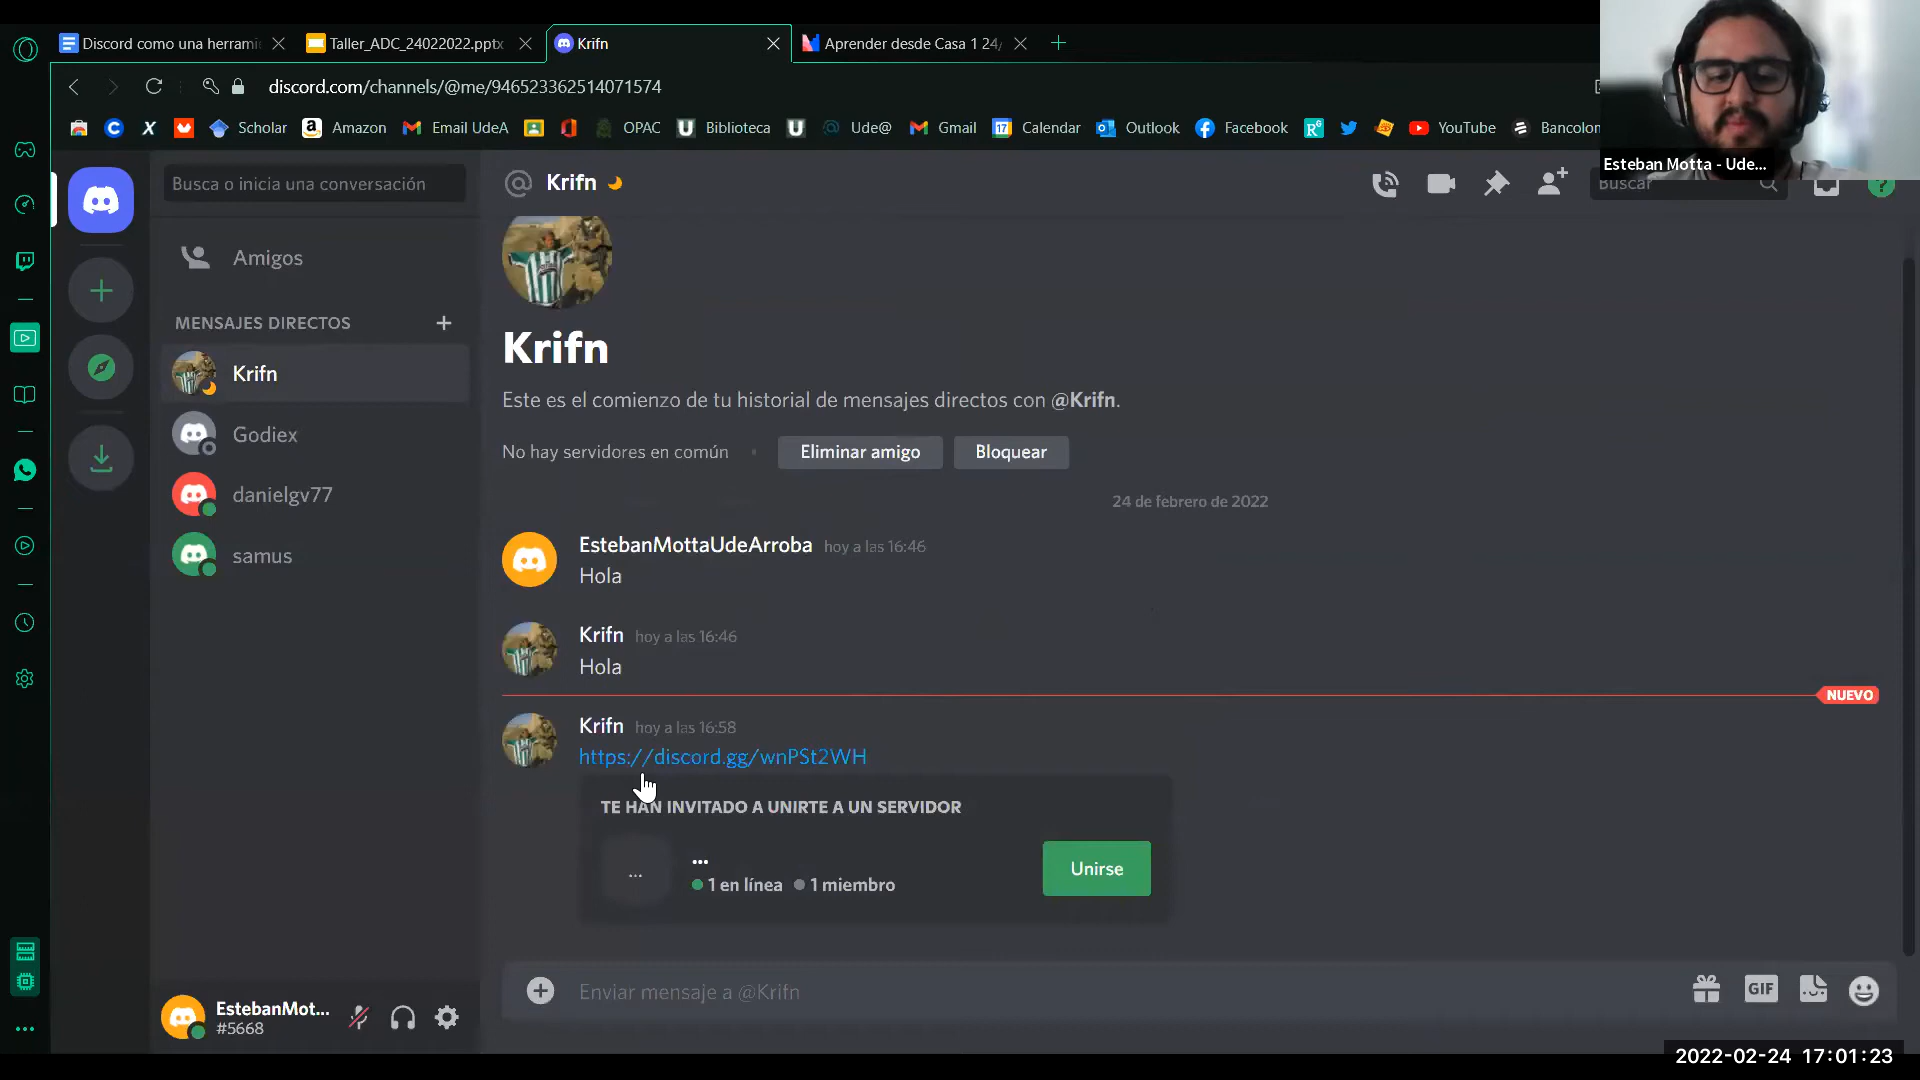 Discord como una herrami
Taller_ADC_24022022.pptx
Krifn
Aprender desde Casa 1 24/
discord.com/channels/@me/946523362514071574
Scholar
Amazon
Email UdeA
OPAC
Biblioteca
Ude@
Gmail
Calendar
Outlook
Facebook
YouTube
Bancolom
Esteban Motta - Ude...
Busca o inicia una conversación
Krifn
Buscar
Amigos
MENSAJES DIRECTOS
Krifn
Godiex
danielgv77
samus
Krifn
Este es el comienzo de tu historial de mensajes directos con @Krifn.
No hay servidores en común
Eliminar amigo
Bloquear
24 de febrero de 2022
EstebanMottaUdeArroba hoy a las 16:46
Hola
Krifn hoy a las 16:46
Hola
NUEVO
Krifn hoy a las 16:58
https://discord.gg/wnPSt2WH
TE HAN INVITADO A UNIRTE A UN SERVIDOR
...
...
1 en línea 1 miembro
Unirse
Enviar mensaje a @Krifn
GIF
EstebanMot...
#5668
2022-02-24 17:01:23